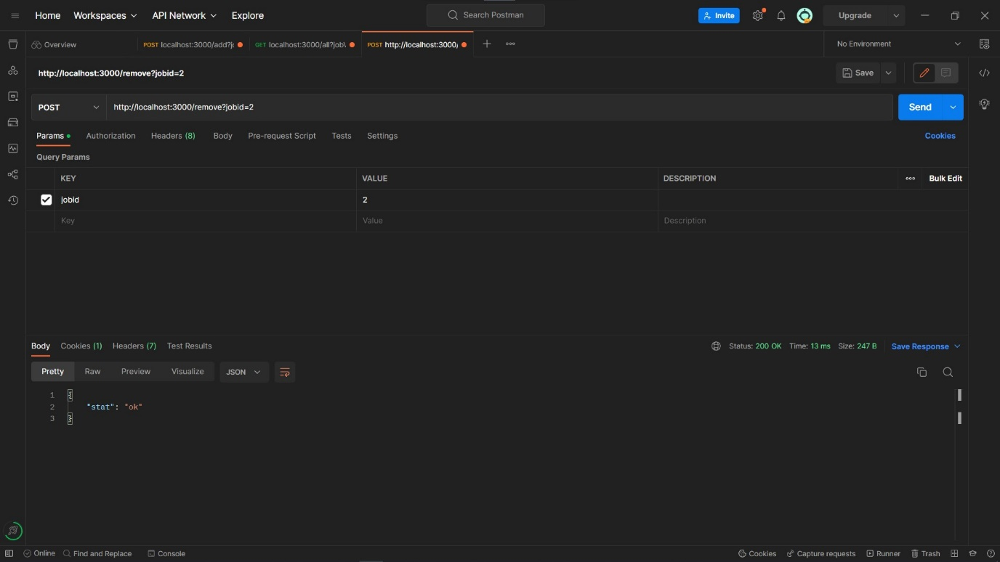 Home Workspaces API Network Explore Search Postman Invite Upgrade
Overview POST localhost:3000/add?j GET localhost:3000/all?job\ POST http://localhost:3000/ No Environment
http://localhost:3000/remove?jobid=2 Save
POST http://localhost:3000/remove?jobid=2 Send
Params Authorization Headers (8) Body Pre-request Script Tests Settings Cookies
Query Params
KEY VALUE DESCRIPTION Bulk Edit
jobid 2
Key Value Description
Body Cookies (1) Headers (7) Test Results Status: 200 OK Time: 13 ms Size: 247 B Save Response
Pretty Raw Preview Visualize JSON
1 {
2 "stat": "ok"
3 }
Online Find and Replace Console Cookies Capture requests Runner Trash